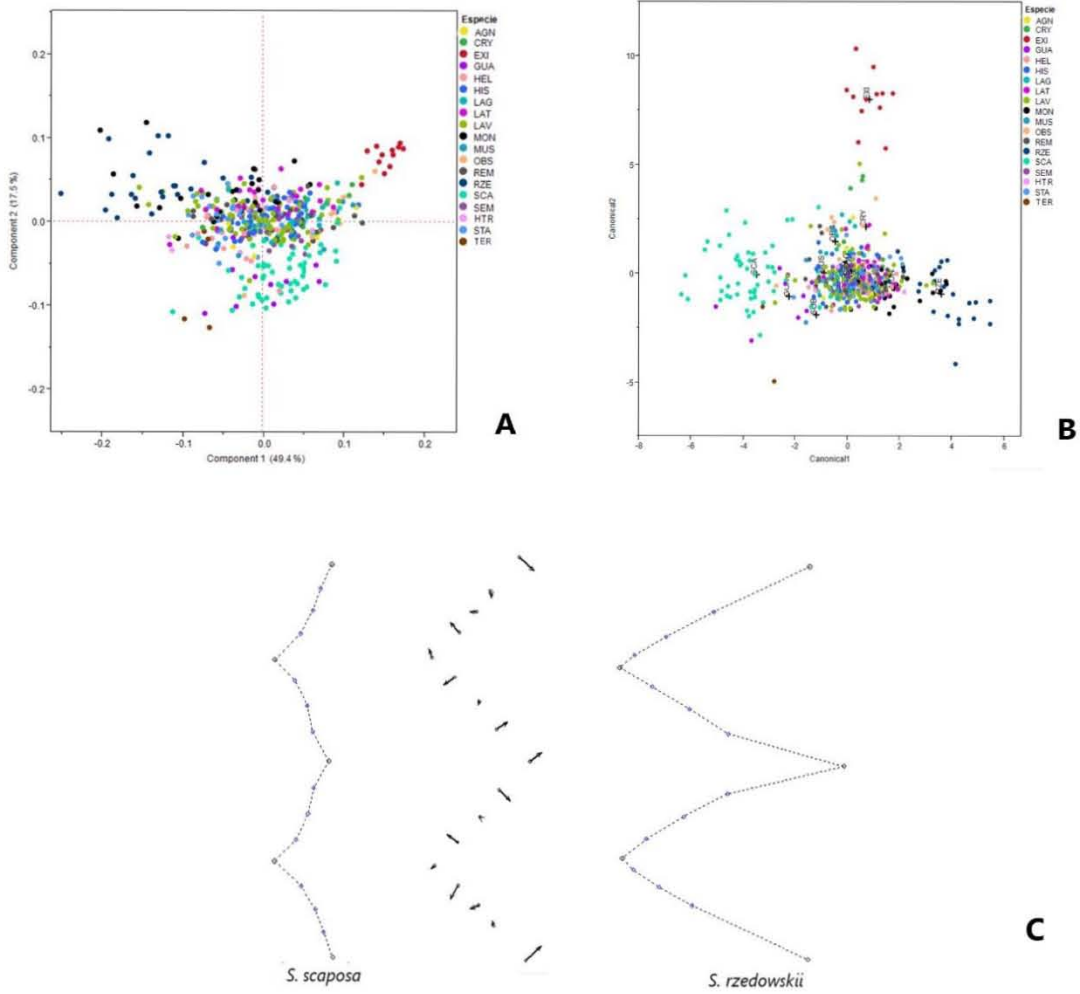 Especie
AGN
CRY
EXI
GUA
HEL
HIS
LAG
LAT
LAV
MON
MUS
OBS
REM
RZE
SCA
SEM
HTR
STA
TER
0.2
0.1
0.0
-0.1
-0.2
Component 2 (17.5 %)
-0.2
-0.1
0.0
0.1
0.2
Component 1 (49.4 %)
A
Especie
AGN
CRY
EXI
GUA
HEL
HIS
LAG
LAT
LAV
MON
MUS
OBS
REM
RZE
SCA
SEM
HTR
STA
TER
10
5
0
-5
Canonical2
EXI
CRY
SCA
-8
-6
-4
-2
0
2
4
6
Canonical1
B
C
S. scaposa
S. rzedowskii